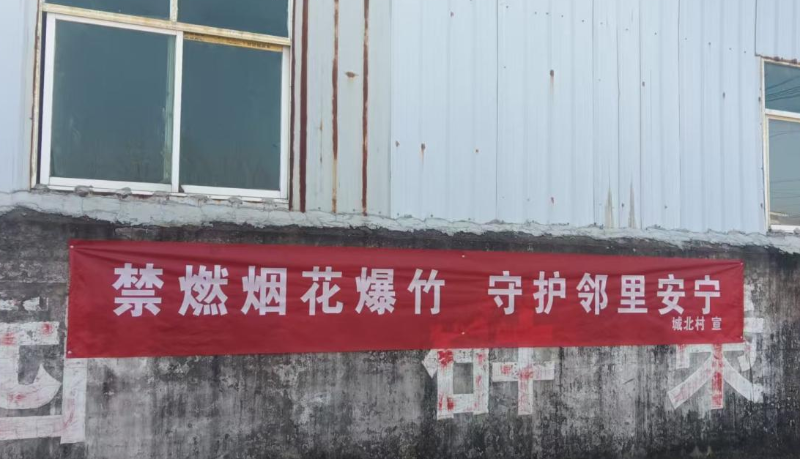 禁燃烟花爆竹 守护邻里安宁
城北村 宣